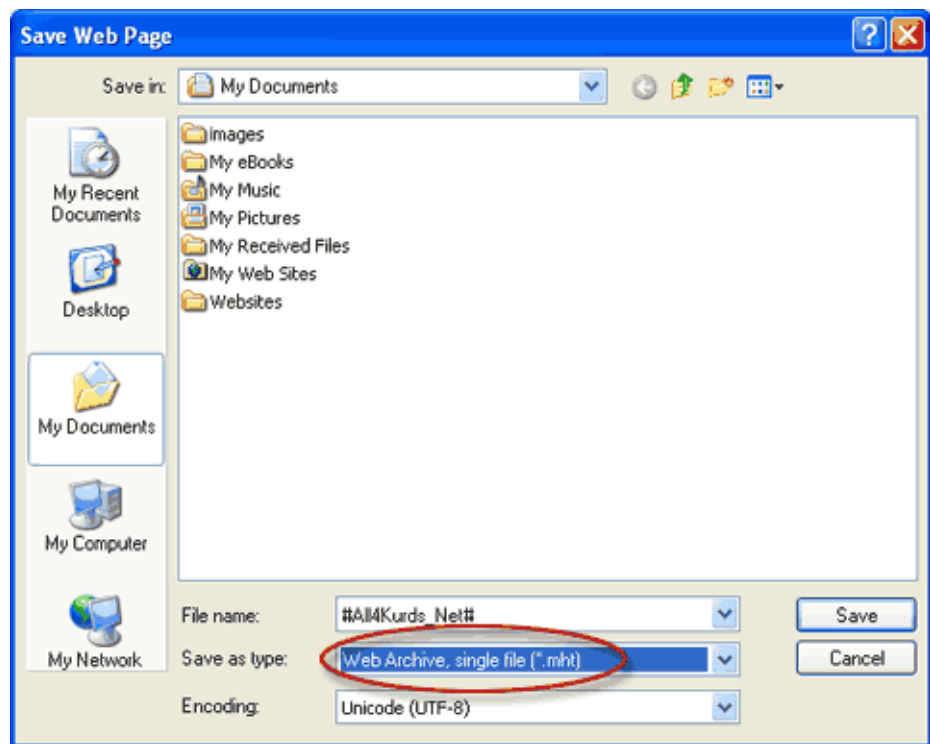 Save Web Page
Save in:
My Documents
My Recent
Documents
Desktop
My Documents
My Computer
My Network
images
My eBooks
My Music
My Pictures
My Received Files
My Web Sites
Websites
File name:
#All4Kurds_Net#
Save
Save as type:
Web Archive, single file (*.mht)
Cancel
Encoding:
Unicode (UTF-8)